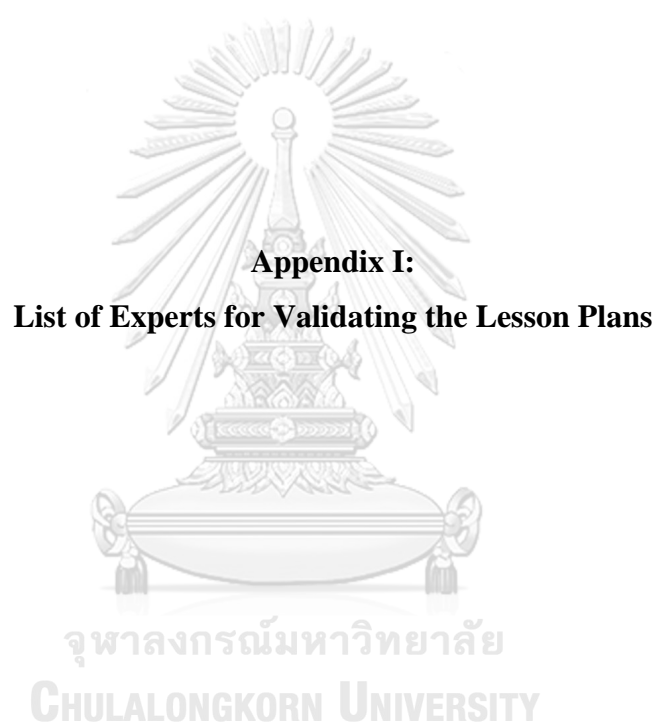 Appendix I:
List of Experts for Validating the Lesson Plans
จุฬาลงกรณ์มหาวิทยาลัย
CHULALONGKORN UNIVERSITY